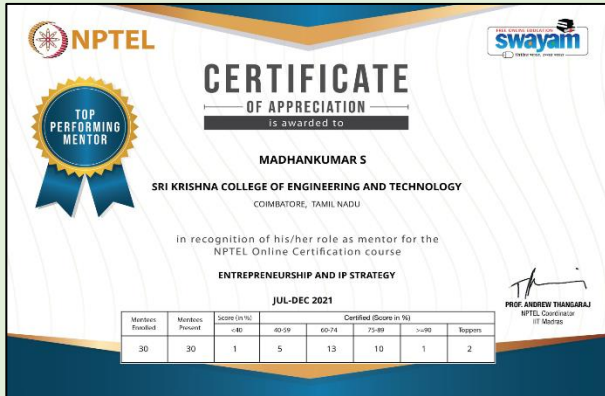 NPTEL
FREE ONLINE EDUCATION
swayam
CERTIFICATE
OF APPRECIATION
is awarded to
TOP
PERFORMING
MENTOR
MADHANKUMAR S
SRI KRISHNA COLLEGE OF ENGINEERING AND TECHNOLOGY
COIMBATORE, TAMIL NADU
in recognition of his/her role as mentor for the
NPTEL Online Certification course
ENTREPRENEURSHIP AND IP STRATEGY
JUL-DEC 2021
PROF. ANDREW THANGARAJ
NPTEL Coordinator
IIT Madras
Mentees Enrolled Mentees Present Score (in %) Certified (Score in %)
<40 40-59 60-74 75-89 >=90 Toppers
30 30 1 5 13 10 1 2